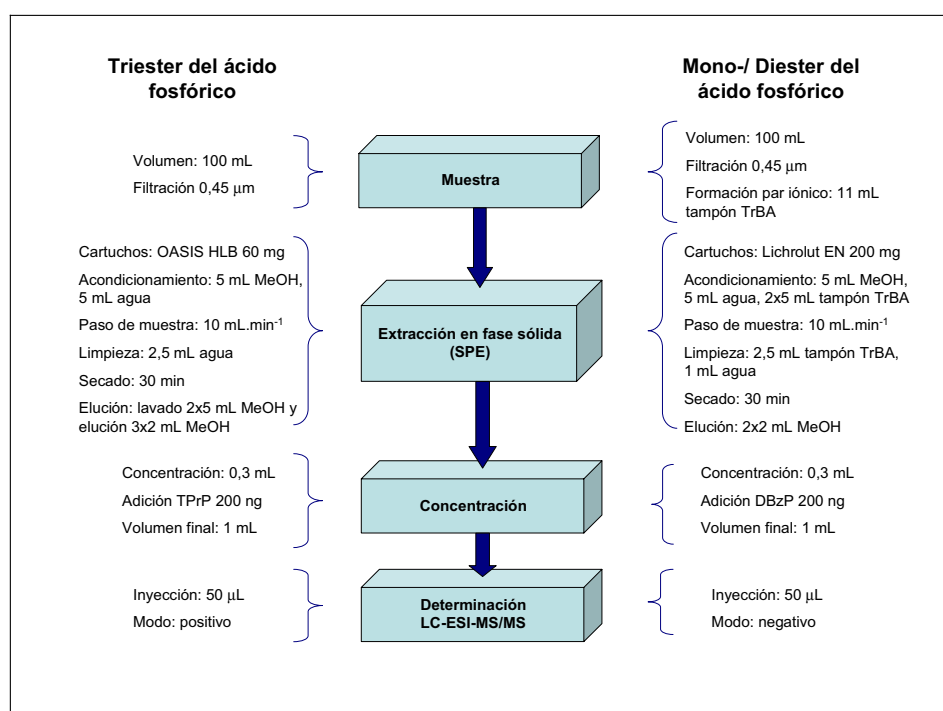 Triester del ácido
fosfórico
Mono-/ Diester del
ácido fosfórico
Volumen: 100 mL
Filtración 0,45 μm
Muestra
Volumen: 100 mL
Filtración 0,45 μm
Formación par iónico: 11 mL
tampón TrBA
Cartuchos: OASIS HLB 60 mg
Acondicionamiento: 5 mL MeOH,
5 mL agua
Paso de muestra: 10 mL.min⁻¹
Limpieza: 2,5 mL agua
Secado: 30 min
Elución: lavado 2x5 mL MeOH y
elución 3x2 mL MeOH
Extracción en fase sólida
(SPE)
Cartuchos: Lichrolut EN 200 mg
Acondicionamiento: 5 mL MeOH,
5 mL agua, 2x5 mL tampón TrBA
Paso de muestra: 10 mL.min⁻¹
Limpieza: 2,5 mL tampón TrBA,
1 mL agua
Secado: 30 min
Elución: 2x2 mL MeOH
Concentración: 0,3 mL
Adición TPrP 200 ng
Volumen final: 1 mL
Concentración
Concentración: 0,3 mL
Adición DBzP 200 ng
Volumen final: 1 mL
Inyección: 50 μL
Modo: positivo
Determinación
LC-ESI-MS/MS
Inyección: 50 μL
Modo: negativo